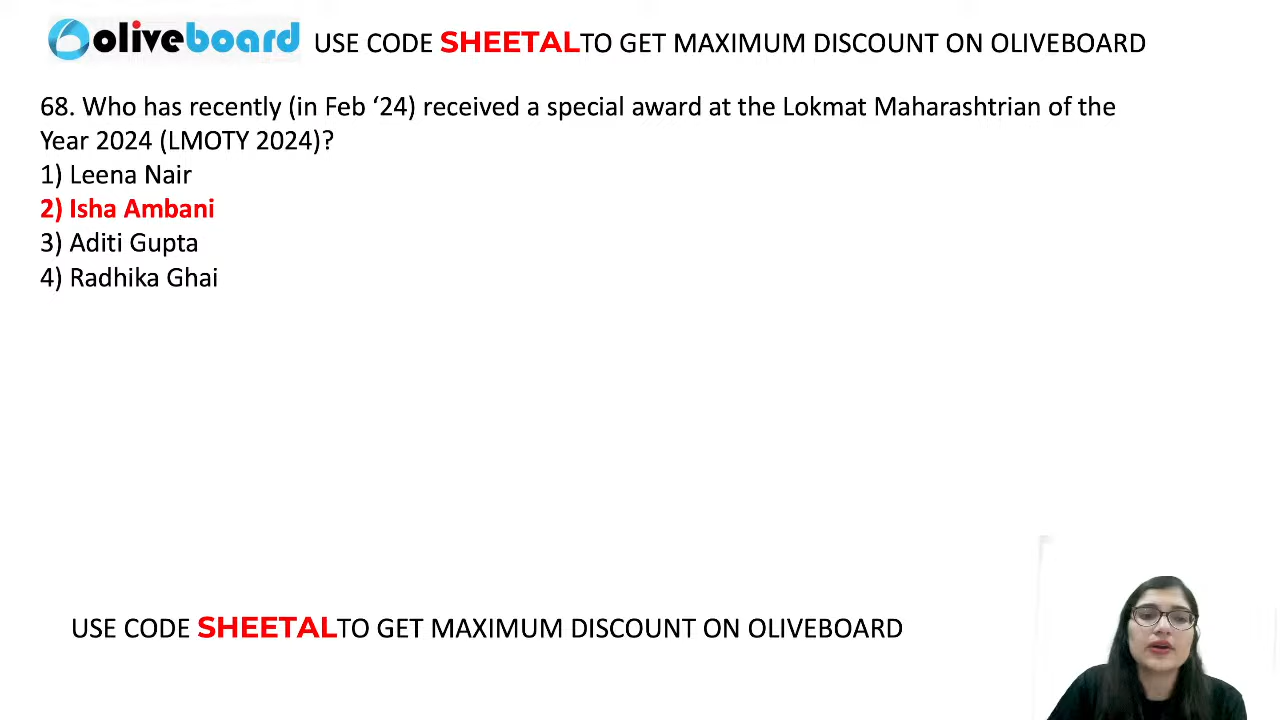 oliveboard USE CODE SHEETAL TO GET MAXIMUM DISCOUNT ON OLIVEBOARD
68. Who has recently (in Feb ‘24) received a special award at the Lokmat Maharashtrian of the
Year 2024 (LMOTY 2024)?
1) Leena Nair
2) Isha Ambani
3) Aditi Gupta
4) Radhika Ghai
USE CODE SHEETAL TO GET MAXIMUM DISCOUNT ON OLIVEBOARD